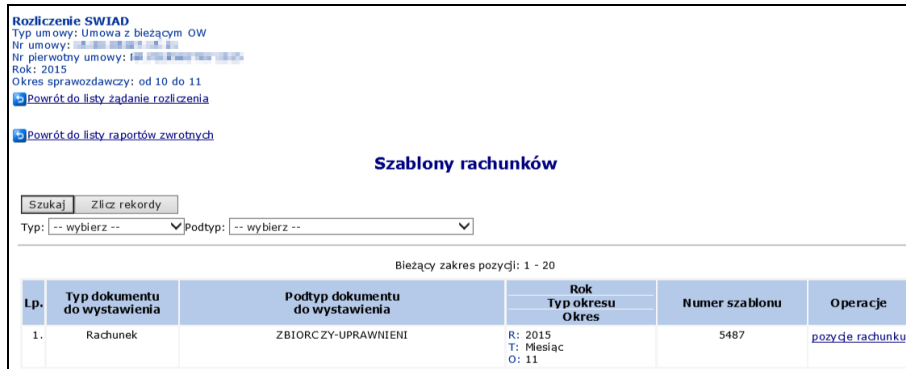 Rozliczenie SWIAD
Typ umowy: Umowa z bieżącym OW
Nr umowy:
Nr pierwotny umowy:
Rok: 2015
Okres sprawozdawczy: od 10 do 11
Powrót do listy żądanie rozliczenia
Powrót do listy raportów zwrotnych
Szablony rachunków
Szukaj Zlicz rekordy
Typ: -- wybierz -- Podtyp: -- wybierz --
Bieżący zakres pozycji: 1 - 20
Lp. Typ dokumentu do wystawienia Podtyp dokumentu do wystawienia Rok Typ okresu Okres Numer szablonu Operacje
1. Rachunek ZBIORCZY-UPRAWNIENI R: 2015 5487 pozycje rachunku
T: Miesiąc
O: 11